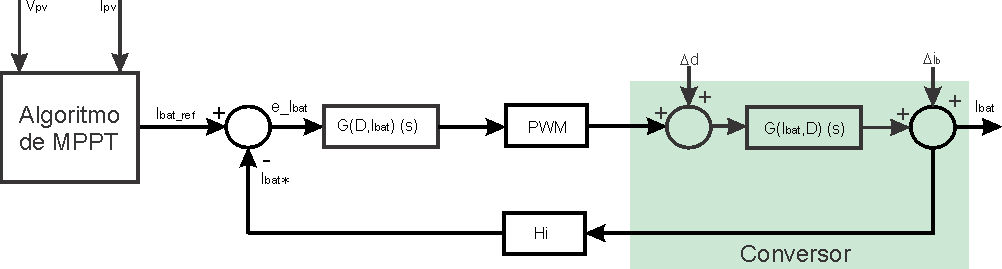 Vpv
Ipv
Algoritmo
de MPPT
Ibat_ref
+
-
Ibat*
e_Ibat
G(D,Ibat) (s)
PWM
Δd
+
+
G(Ibat,D) (s)
Δib
+
+
Ibat
Hi
Conversor